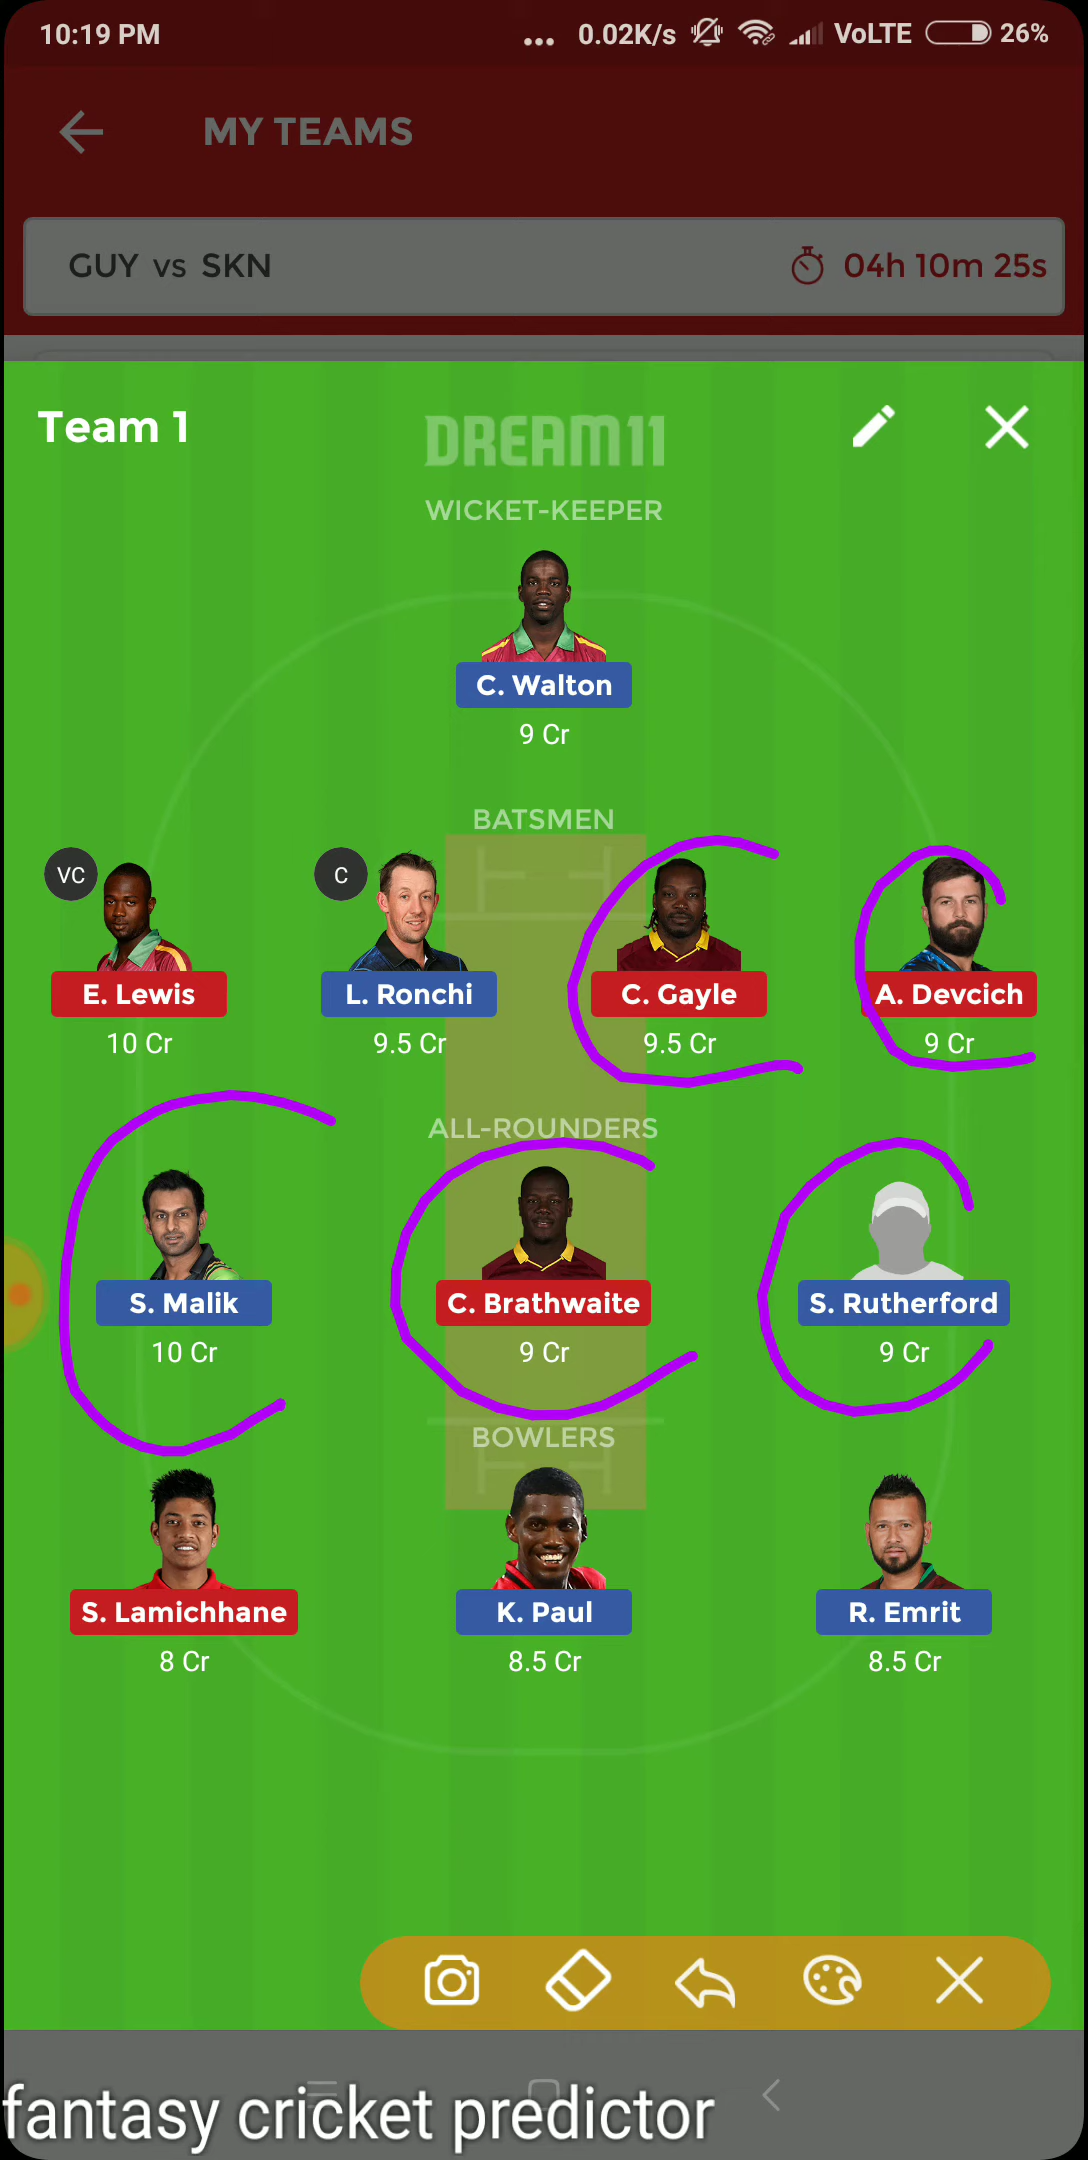 10:19 PM ... 0.02K/s VoLTE 26%
MY TEAMS
GUY vs SKN 04h 10m 25s
Team 1 DREAM11
WICKET-KEEPER
C. Walton
9 Cr
BATSMEN
VC C
E. Lewis L. Ronchi C. Gayle A. Devcich
10 Cr 9.5 Cr 9.5 Cr 9 Cr
ALL-ROUNDERS
S. Malik C. Brathwaite S. Rutherford
10 Cr 9 Cr 9 Cr
BOWLERS
S. Lamichhane K. Paul R. Emrit
8 Cr 8.5 Cr 8.5 Cr
fantasy cricket predictor